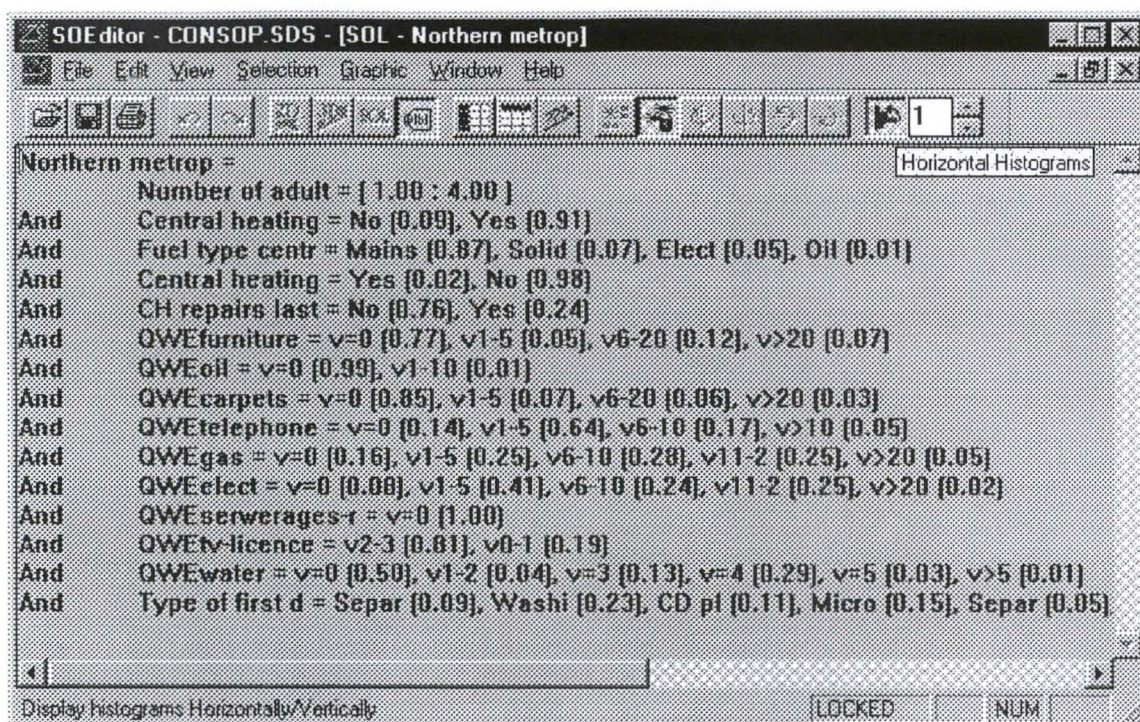 SOEditor - CONSOP.SDS - [SOL - Northern metrop]
File Edit View Selection Graphic Window Help
SOL 1
Northern metrop =
Horizontal Histograms
Number of adult = [ 1.00 : 4.00 ]
And Central heating = No (0.09), Yes (0.91)
And Fuel type centr = Mains (0.87), Solid (0.07), Elect (0.05), Oil (0.01)
And Central heating = Yes (0.02), No (0.98)
And CH repairs last = No (0.76), Yes (0.24)
And QWEfurniture = v=0 (0.77), v1-5 (0.05), v6-20 (0.12), v>20 (0.07)
And QWEoil = v=0 (0.99), v1-10 (0.01)
And QWEcarpets = v=0 (0.85), v1-5 (0.07), v6-20 (0.06), v>20 (0.03)
And QWEtelephone = v=0 (0.14), v1-5 (0.64), v6-10 (0.17), v>10 (0.05)
And QWEgas = v=0 (0.16), v1-5 (0.25), v6-10 (0.28), v11-2 (0.25), v>20 (0.05)
And QWEelect = v=0 (0.08), v1-5 (0.41), v6-10 (0.24), v11-2 (0.25), v>20 (0.02)
And QWEserwerages-r = v=0 (1.00)
And QWEtv-licence = v2-3 (0.81), v0-1 (0.19)
And QWEwater = v=0 (0.50), v1-2 (0.04), v=3 (0.13), v=4 (0.29), v=5 (0.03), v>5 (0.01)
And Type of first d = Separ (0.09), Washi (0.23), CD pl (0.11), Micro (0.15), Separ (0.05)
Display histograms Horizontally/Vertically LOCKED NUM